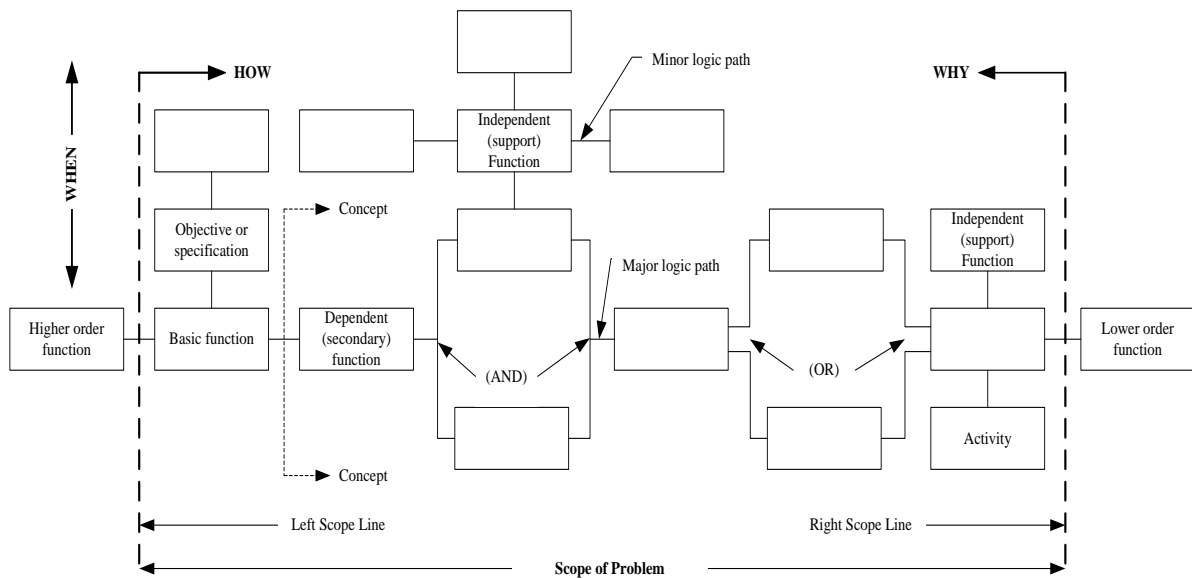 Minor logic path
HOW
WHY
WHEN
Independent
(support)
Function
Objective or
specification
Concept
Independent
(support)
Function
Major logic path
Higher order
function
Basic function
Dependent
(secondary)
function
(AND)
(OR)
Lower order
function
Activity
Concept
Left Scope Line
Right Scope Line
Scope of Problem